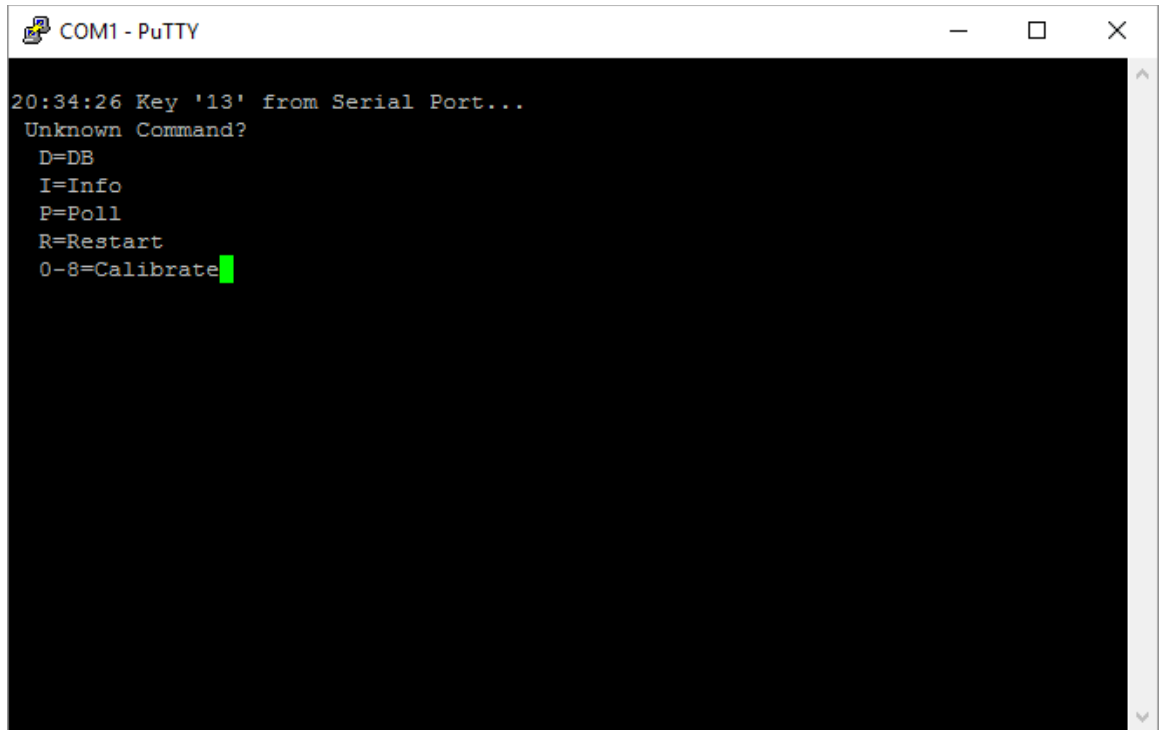 COM1 - PuTTY
20:34:26 Key '13' from Serial Port...
Unknown Command?
D=DB
I=Info
P=Poll
R=Restart
0-8=Calibrate